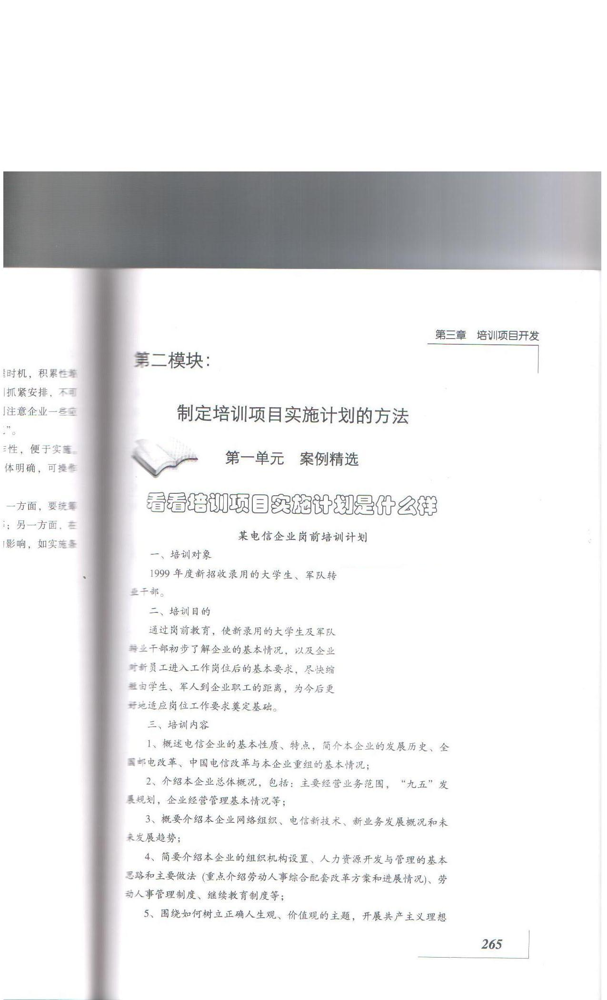 时机，积累性培
抓紧安排，不可
注意企业一些应
”。
性，便于实施。
体明确，可操作
一方面，要统筹
；另一方面，在
影响，如实施条
第三章 培训项目开发
第二模块：
制定培训项目实施计划的方法
第一单元 案例精选
看看培训项目实施计划是什么样
某电信企业岗前培训计划
一、培训对象
1999 年度新招收录用的大学生、军队转
业干部。
二、培训目的
通过岗前教育，使新录用的大学生及军队
转业干部初步了解企业的基本情况，以及企业
对新员工进入工作岗位后的基本要求，尽快缩
短由学生、军人到企业职工的距离，为今后更
好地适应岗位工作要求奠定基础。
三、培训内容
1、概述电信企业的基本性质、特点，简介本企业的发展历史、全
国邮电改革、中国电信改革与本企业重组的基本情况；
2、介绍本企业总体概况，包括：主要经营业务范围，“九五”发
展规划，企业经营管理基本情况等；
3、概要介绍本企业网络组织、电信新技术、新业务发展概况和未
来发展趋势；
4、简要介绍本企业的组织机构设置、人力资源开发与管理的基本
思路和主要做法 (重点介绍劳动人事综合配套改革方案和进展情况)、劳
动人事管理制度、继续教育制度等；
5、围绕如何树立正确人生观、价值观的主题，开展共产主义理想
265